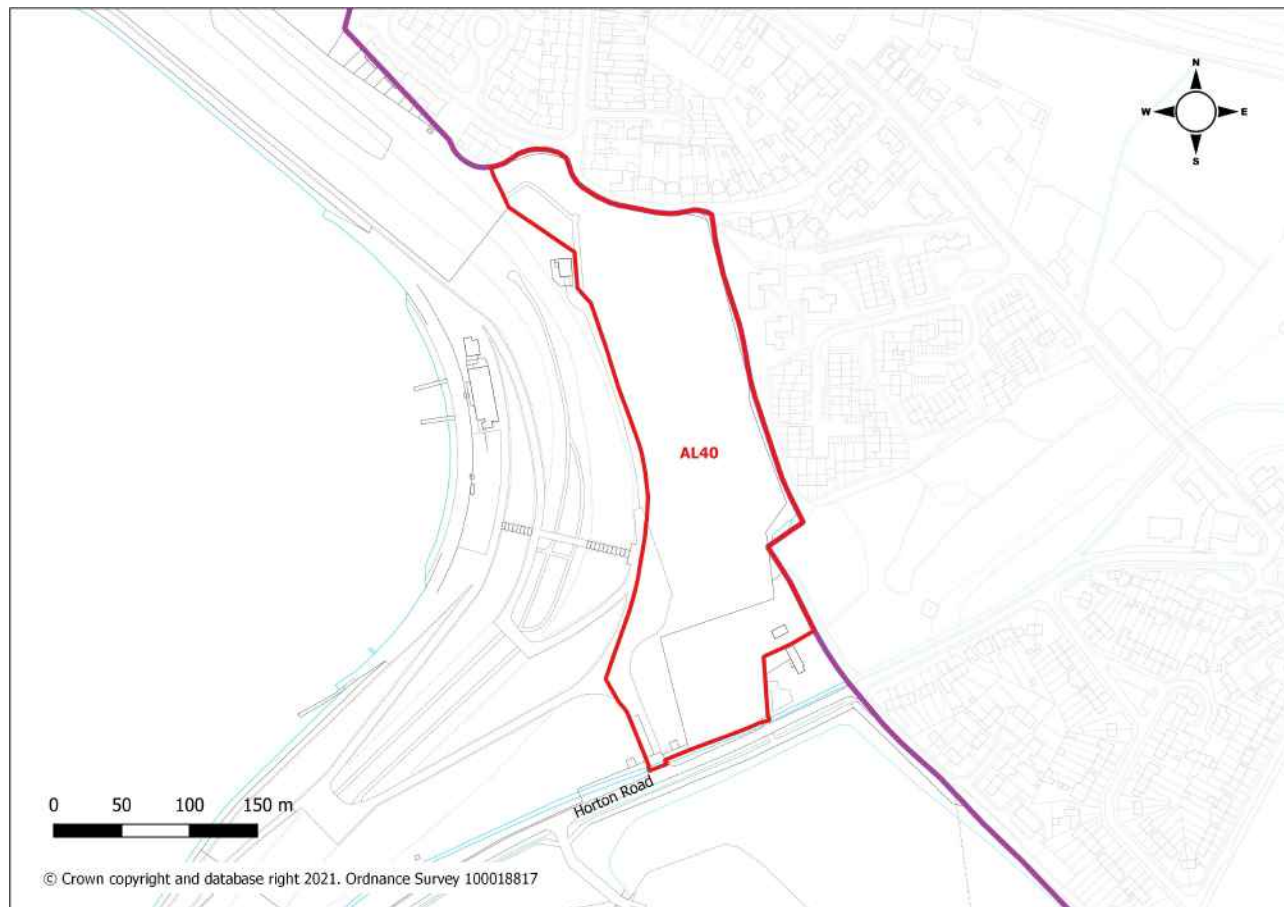 N
W E
S
AL40
Horton Road
0 50 100 150 m
© Crown copyright and database right 2021. Ordnance Survey 100018817